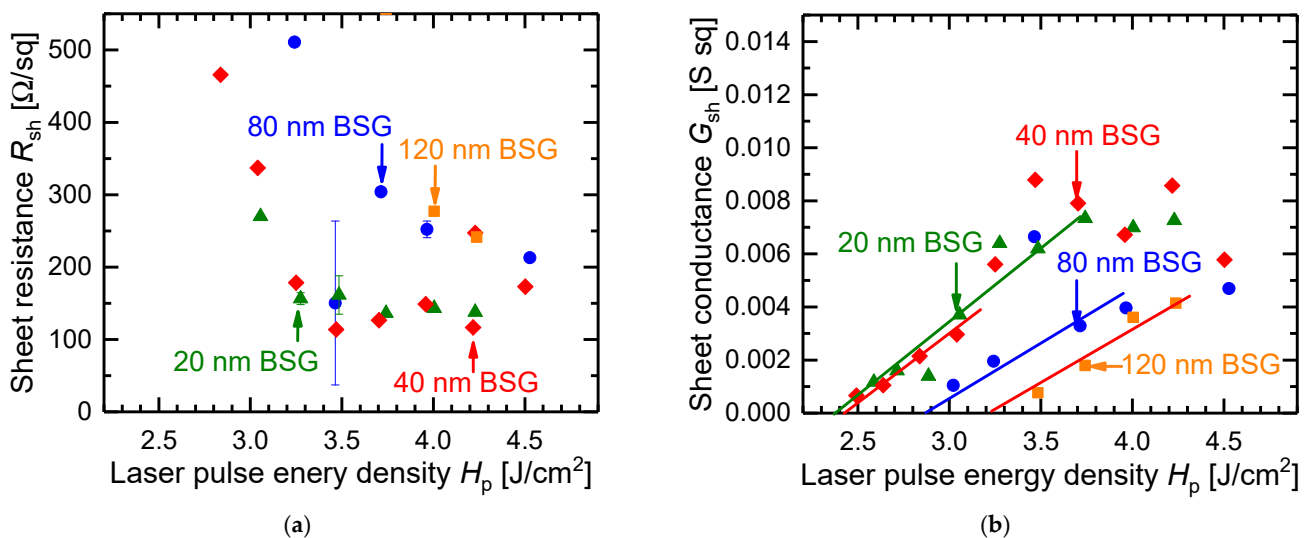 500
400
300
200
100
0
Sheet resistance Rsh [Ω/sq]
80 nm BSG
120 nm BSG
20 nm BSG
40 nm BSG
2.5 3.0 3.5 4.0 4.5
Laser pulse enery density Hp [J/cm²]
(a)
0.014
0.012
0.010
0.008
0.006
0.004
0.002
0.000
Sheet conductance Gsh [S sq]
40 nm BSG
20 nm BSG
80 nm BSG
120 nm BSG
2.5 3.0 3.5 4.0 4.5
Laser pulse energy density Hp [J/cm²]
(b)